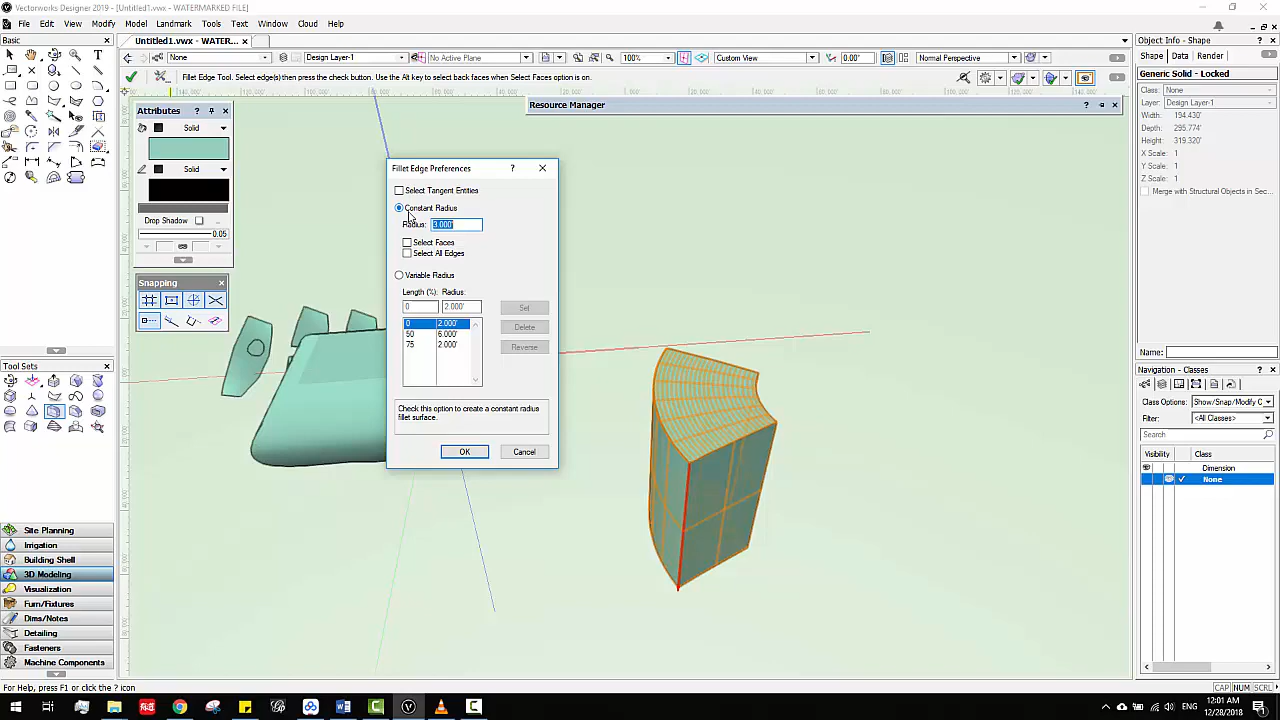 Vectorworks Designer 2019 - [Untitled1.vwx - WATERMARKED FILE]
File Edit View Modify Model Landmark Tools Text Window Cloud Help
Basic
Untitled1.vwx - WATER...
None
Design Layer-1
No Active Plane
100%
Custom View
0.00°
Normal Perspective
Fillet Edge Tool. Select edge(s) then press the check button. Use the Alt key to select back faces when Select Faces option is on.
Attributes ?
Solid
Solid
Drop Shadow
0.05
Snapping
Resource Manager ?
Fillet Edge Preferences ?
Select Tangent Entities
Constant Radius
Radius: 3.000'
Select Faces
Select All Edges
Variable Radius
Length (%): Radius:
0 2.000' Set
0 2.000'
50 6.000'
75 2.000'
Delete
Reverse
Check this option to create a constant radius
fillet surface.
OK Cancel
Tool Sets
Site Planning
Irrigation
Building Shell
3D Modeling
Visualization
Furn/Fixtures
Dims/Notes
Detailing
Fasteners
Machine Components
Object Info - Shape
Shape Data Render
Generic Solid - Locked
Class: None
Layer: Design Layer-1
Width: 194.430'
Depth: 295.774'
Height: 319.320'
X Scale: 1
Y Scale: 1
Z Scale: 1
Merge with Structural Objects in Sec...
Name:
Navigation - Classes
Class Options: Show/Snap/Modify O
Filter: <All Classes>
Search
Visibility Class
Dimension
None
For Help, press F1 or click the ? icon
CAP NUM SCRL
ENG
12:01 AM
12/28/2018